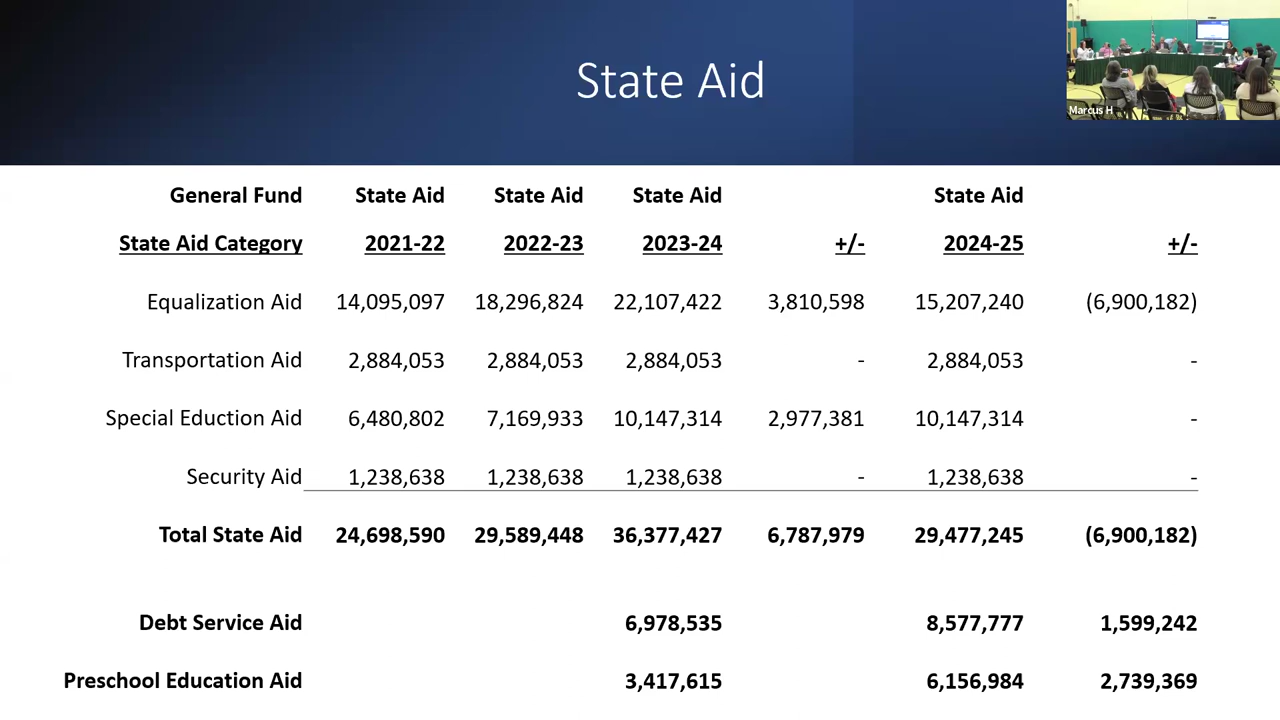 State Aid
Marcus H
General Fund State Aid State Aid State Aid State Aid
State Aid Category 2021-22 2022-23 2023-24 +/- 2024-25 +/-
Equalization Aid 14,095,097 18,296,824 22,107,422 3,810,598 15,207,240 (6,900,182)
Transportation Aid 2,884,053 2,884,053 2,884,053 - 2,884,053 -
Special Eduction Aid 6,480,802 7,169,933 10,147,314 2,977,381 10,147,314 -
Security Aid 1,238,638 1,238,638 1,238,638 - 1,238,638 -
Total State Aid 24,698,590 29,589,448 36,377,427 6,787,979 29,477,245 (6,900,182)
Debt Service Aid 6,978,535 8,577,777 1,599,242
Preschool Education Aid 3,417,615 6,156,984 2,739,369